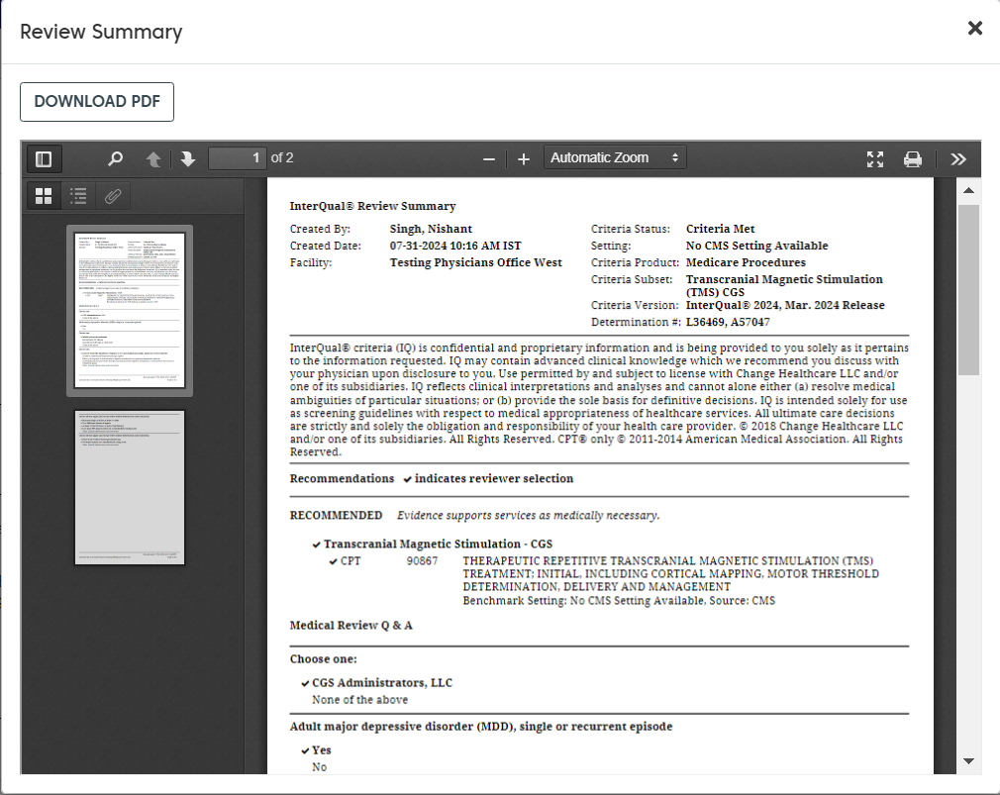 Review Summary
DOWNLOAD PDF
1 of 2
Automatic Zoom
InterQual® Review Summary
Created By: Singh, Nishant
Criteria Status: Criteria Met
Created Date: 07-31-2024 10:16 AM IST
Setting: No CMS Setting Available
Facility: Testing Physicians Office West
Criteria Product: Medicare Procedures
Criteria Subset: Transcranial Magnetic Stimulation
(TMS) CGS
Criteria Version: InterQual® 2024, Mar. 2024 Release
Determination #: L36469, A57047
InterQual® criteria (IQ) is confidential and proprietary information and is being provided to you solely as it pertains
to the information requested. IQ may contain advanced clinical knowledge which we recommend you discuss with
your physician upon disclosure to you. Use permitted by and subject to license with Change Healthcare LLC and/or
one of its subsidiaries. IQ reflects clinical interpretations and analyses and cannot alone either (a) resolve medical
ambiguities of particular situations; or (b) provide the sole basis for definitive decisions. IQ is intended solely for use
as screening guidelines with respect to medical appropriateness of healthcare services. All ultimate care decisions
are strictly and solely the obligation and responsibility of your health care provider. © 2018 Change Healthcare LLC
and/or one of its subsidiaries. All Rights Reserved. CPT® only © 2011-2014 American Medical Association. All Rights
Reserved.
Recommendations ✔ indicates reviewer selection
RECOMMENDED Evidence supports services as medically necessary.
✔ Transcranial Magnetic Stimulation - CGS
✔ CPT 90867 THERAPEUTIC REPETITIVE TRANSCRANIAL MAGNETIC STIMULATION (TMS)
TREATMENT; INITIAL, INCLUDING CORTICAL MAPPING, MOTOR THRESHOLD
DETERMINATION, DELIVERY AND MANAGEMENT
Benchmark Setting: No CMS Setting Available, Source: CMS
Medical Review Q & A
Choose one:
✔ CGS Administrators, LLC
None of the above
Adult major depressive disorder (MDD), single or recurrent episode
✔ Yes
No